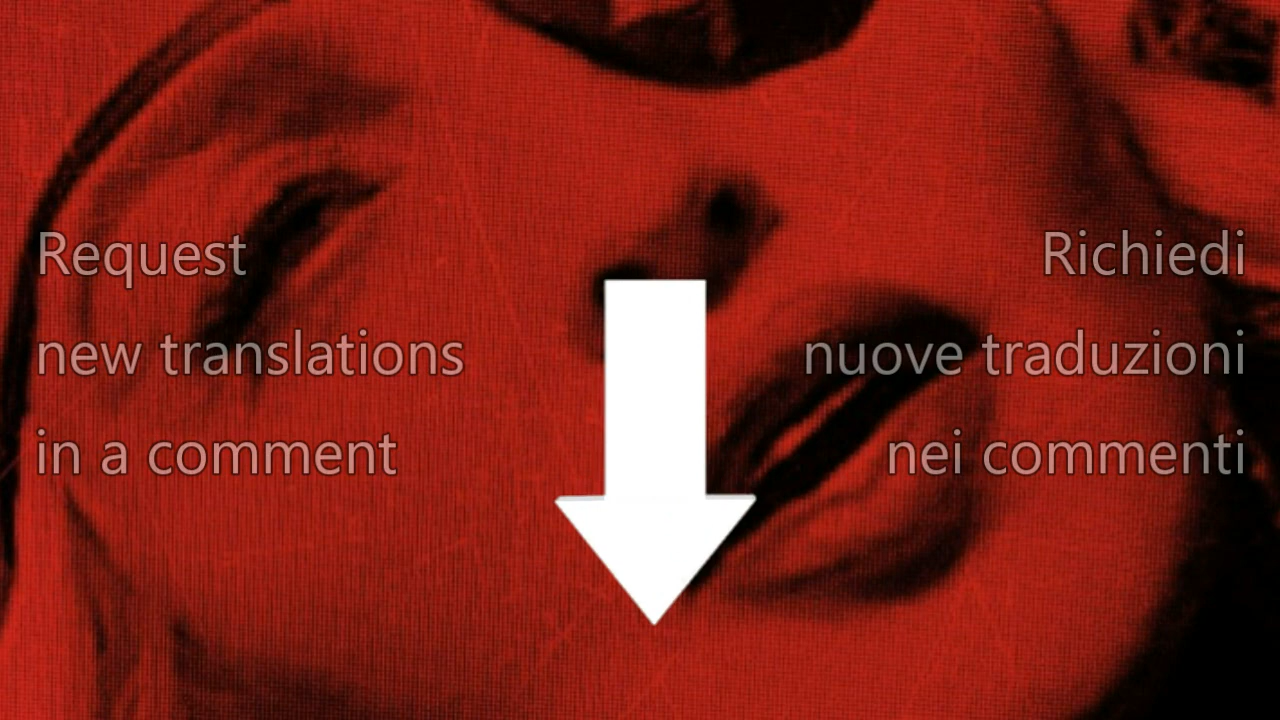 Request
new translations
in a comment
Richiedi
nuove traduzioni
nei commenti